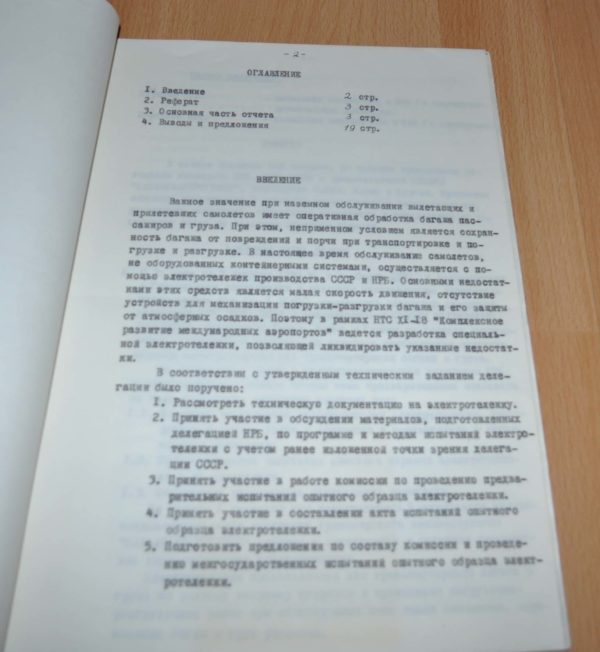 - 2 -
ОГЛАВЛЕНИЕ
1. Введение 2 стр.
2. Реферат 3 стр.
3. Основная часть отчета 3 стр.
4. Выводы и предложения 19 стр.
ВВЕДЕНИЕ
Важное значение при наземном обслуживании вылетающих и
прилетевших самолетов имеет оперативная обработка багажа пас-
сажиров и груза. При этом, непременным условием является сохран-
ность багажа от повреждений и порчи при транспортировке и по-
грузке и разгрузке. В настоящее время обслуживание самолетов,
не оборудованных контейнерными системами, осуществляется с по-
мощью электротележек производства СССР и НРБ. Основными недостат-
ками этих средств является малая скорость движения, отсутствие
устройств для механизации погрузки-разгрузки багажа и его защиты
от атмосферных осадков. Поэтому в рамках НТС XI-18 "Комплексное
развитие международных аэропортов" ведется разработка специаль-
ной электротележки, позволяющей ликвидировать указанные недостат-
ки.
В соответствии с утвержденным техническим заданием деле-
гации было поручено:
1. Рассмотреть техническую документацию на электротележку.
2. Принять участие в обсуждении материалов, подготовленных
делегацией НРБ, по программе и методам испытаний электро-
тележки с учетом ранее изложенной точки зрения делега-
ции СССР.
3. Принять участие в работе комиссии по проведению предва-
рительных испытаний опытного образца электротележки.
4. Принять участие в составлении акта испытаний опытного
образца электротележки.
5. Подготовить предложения по составу комиссии и проведе-
нию межгосударственных испытаний опытного образца элект-
ротележки.